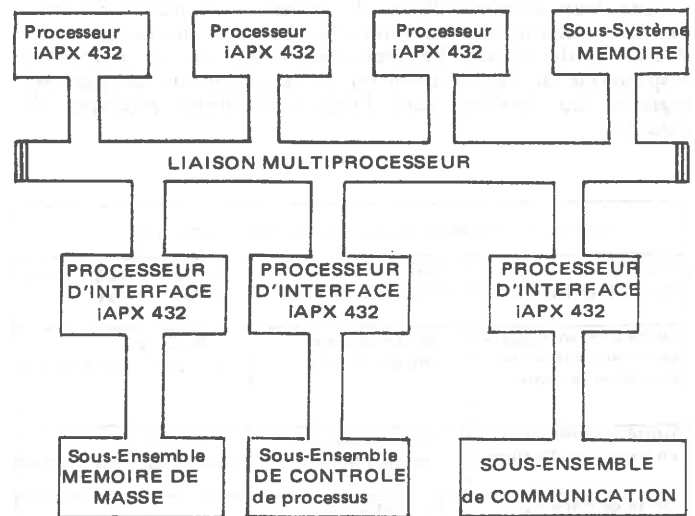 Processeur
iAPX 432
Processeur
iAPX 432
Processeur
iAPX 432
Sous-Système
MEMOIRE
LIAISON MULTIPROCESSEUR
PROCESSEUR
D'INTERFACE
iAPX 432
PROCESSEUR
D'INTERFACE
iAPX 432
PROCESSEUR
D'INTERFACE
iAPX 432
Sous-Ensemble
MEMOIRE DE
MASSE
Sous-Ensemble
DE CONTROLE
de processus
SOUS-ENSEMBLE
de COMMUNICATION